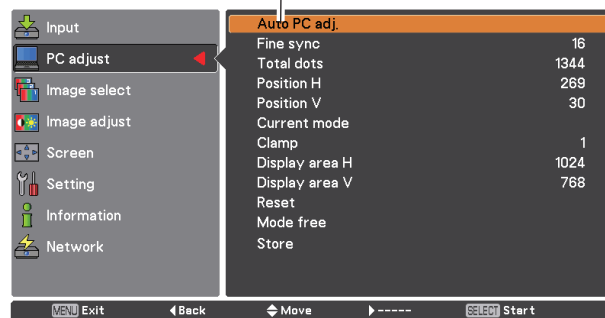 Input
PC adjust
Image select
Image adjust
Screen
Setting
Information
Network
Auto PC adj.
Fine sync 16
Total dots 1344
Position H 269
Position V 30
Current mode
Clamp 1
Display area H 1024
Display area V 768
Reset
Mode free
Store
MENU Exit Back Move ----- SELECT Start